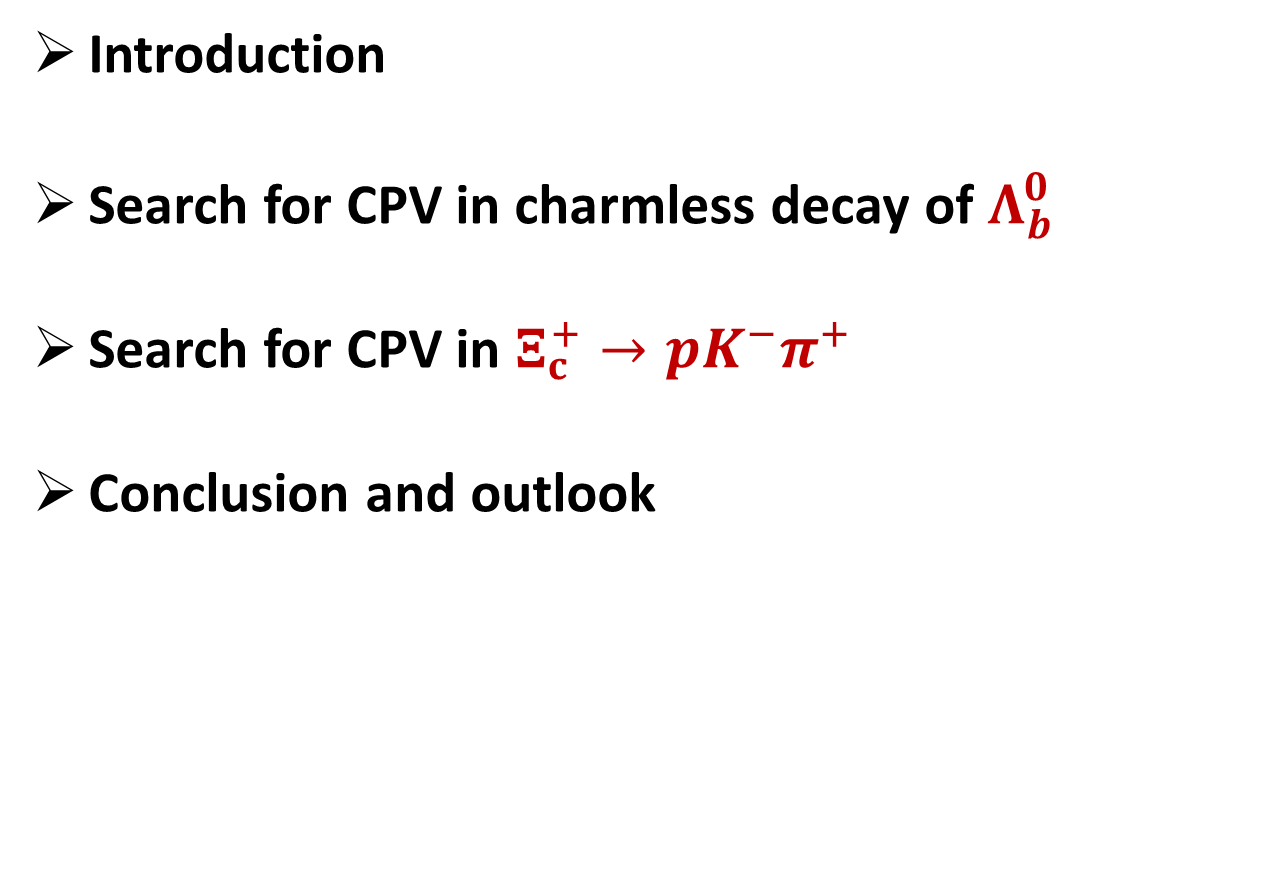 ➢ Introduction
➢ Search for CPV in charmless decay of Λ_b^0
➢ Search for CPV in Ξ_c^+ → pK^−π^+
➢ Conclusion and outlook